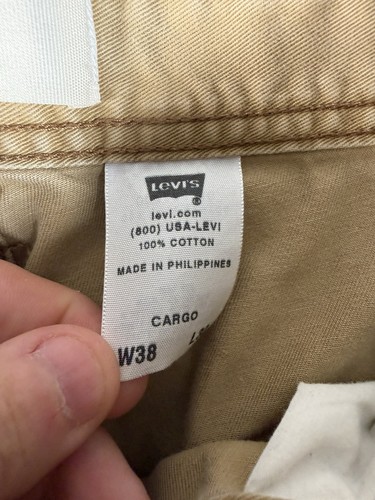 LEVI'S
®
levi.com
(800) USA-LEVI
100% COTTON
MADE IN PHILIPPINES
CARGO
W38